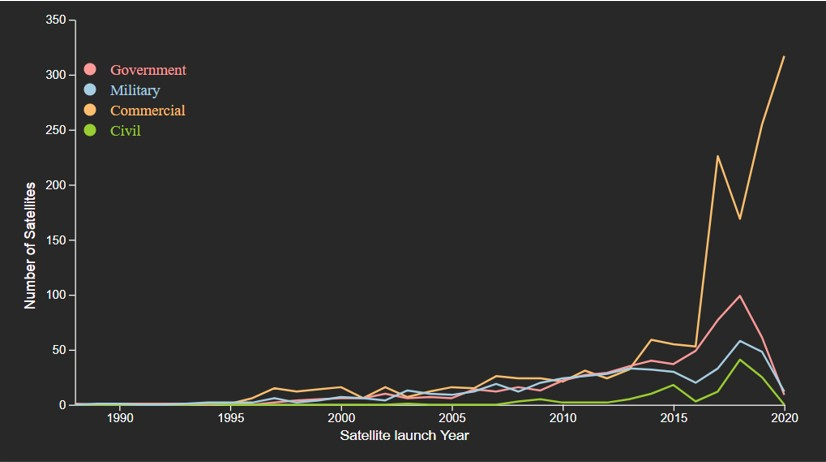 350
300
250
200
150
100
50
0
Number of Satellites
Government
Military
Commercial
Civil
1990 1995 2000 2005 2010 2015 2020
Satellite launch Year